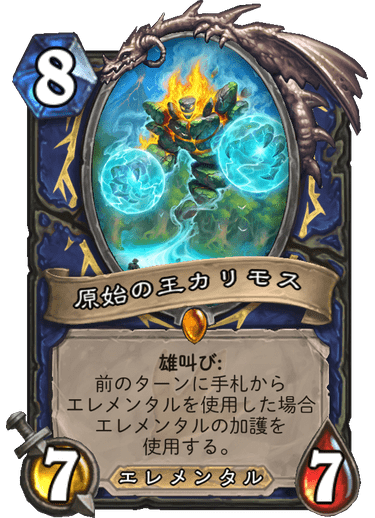 8
原始の王カリモス
雄叫び:
前のターンに手札から
エレメンタルを使用した場合
エレメンタルの加護を
使用する。
7
エレメンタル
7